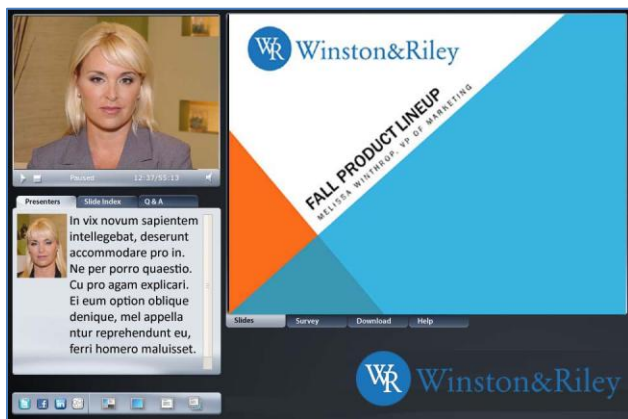 WR Winston&Riley
FALL PRODUCT LINEUP
MELISSA WINTHROP, VP OF MARKETING
Paused 12:37/55:13
Presenters Slide Index Q & A
In vix novum sapientem
intellegebat, deserunt
accommodare pro in.
Ne per porro quaestio.
Cu pro agam explicari.
Ei eum option oblique
denique, mel appella
ntur reprehendunt eu,
ferri homero maluisset.
Slides Survey Download Help
WR Winston&Riley